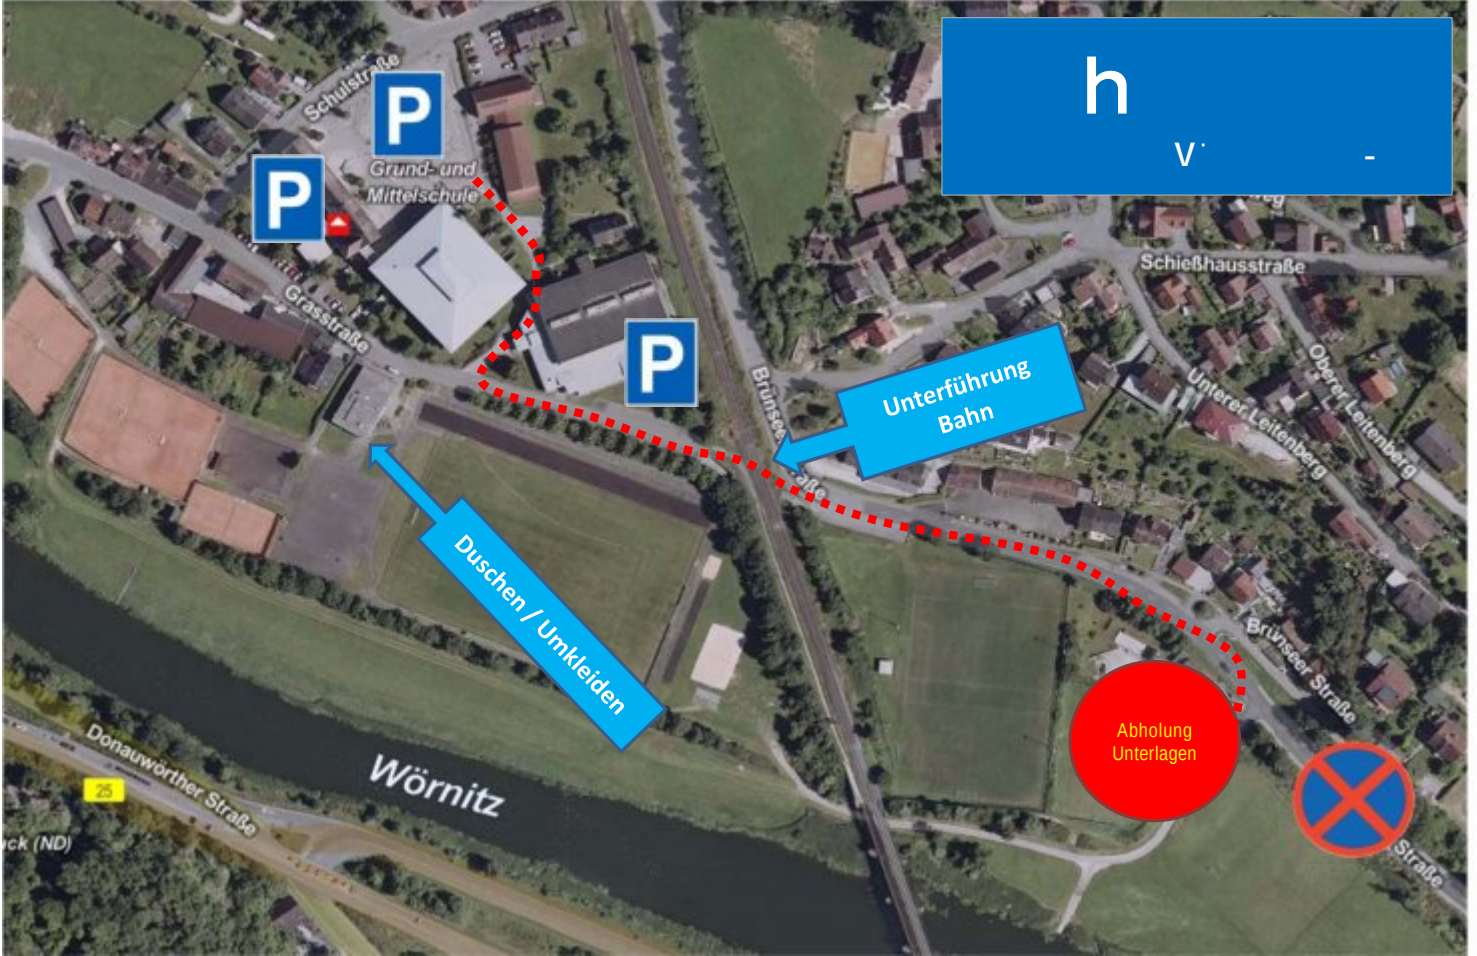 h
v -
P
Schulstraße
P
Grund- und
Mittelschule
Schießhausstraße
Grasstraße
P
Unterführung
Bahn
Unterer Leitenberg
Oberer Leitenberg
Duschen / Umkleiden
Brünseer Straße
Abholung
Unterlagen
Donauwörther Straße
25
Wörnitz
(ND)
Straße